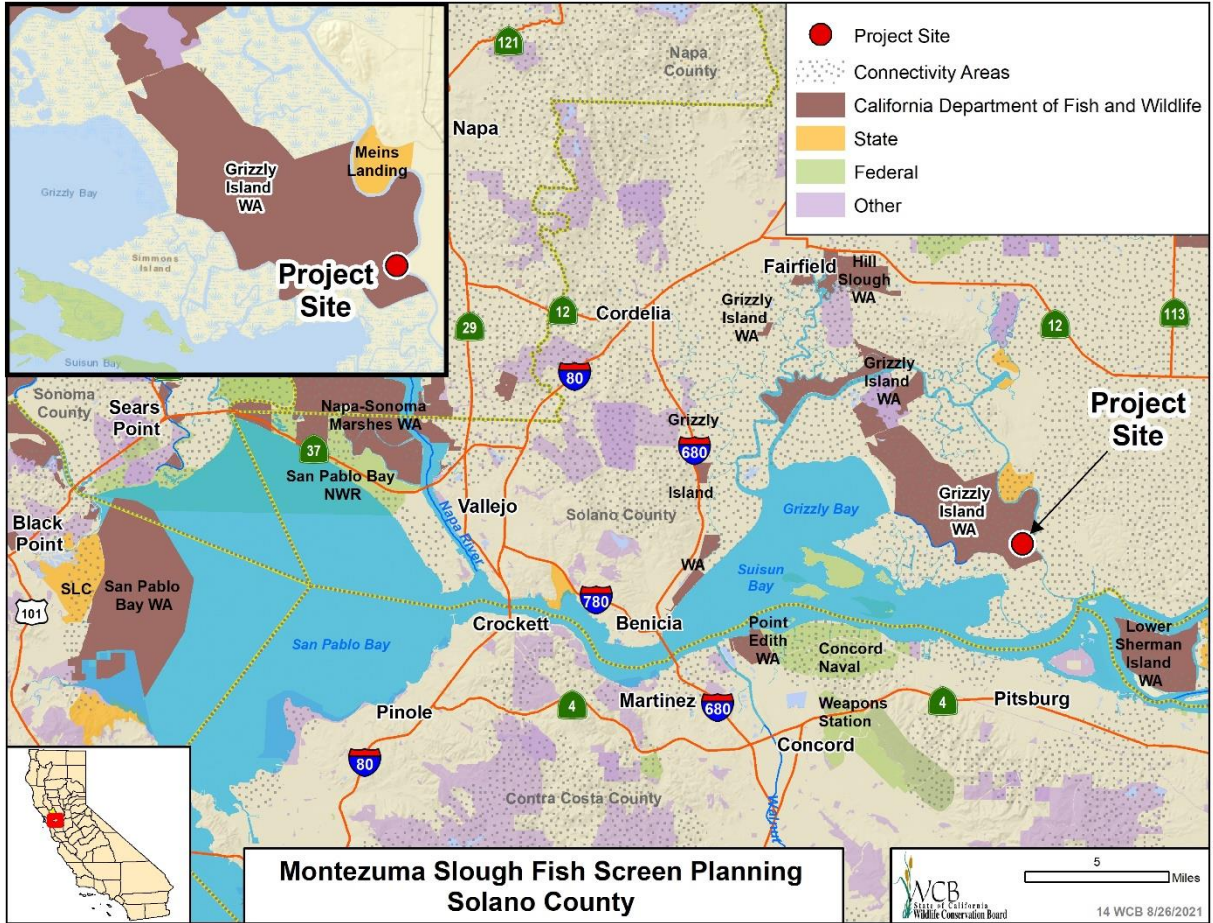 Grizzly Bay
Grizzly
Island
WA
Meins
Landing
Simmons
Island
Project
Site
Suisun Bay
Project Site
Connectivity Areas
California Department of Fish and Wildlife
State
Federal
Other
121
Napa
County
Napa
29
12
Cordelia
80
Fairfield
Hill
Slough
WA
Grizzly
Island
WA
12
113
Sonoma
County
Sears
Point
Napa-Sonoma
Marshes WA
37
San Pablo Bay
NWR
Napa River
Vallejo
Solano County
Grizzly
680
Island
WA
Grizzly
Island
WA
Project
Site
Grizzly Bay
Grizzly
Island
WA
Suisun
Bay
Black
Point
101
SLC
San Pablo
Bay WA
San Pablo Bay
Crockett
780
Benicia
Point
Edith
WA
Concord
Naval
Weapons
Station
Lower
Sherman
Island
WA
Pinole
4
Martinez
680
4
Pitsburg
Concord
80
Contra Costa County
Walnut
Montezuma Slough Fish Screen Planning
Solano County
WCB
State of California
Wildlife Conservation Board
5
Miles
14 WCB 8/26/2021